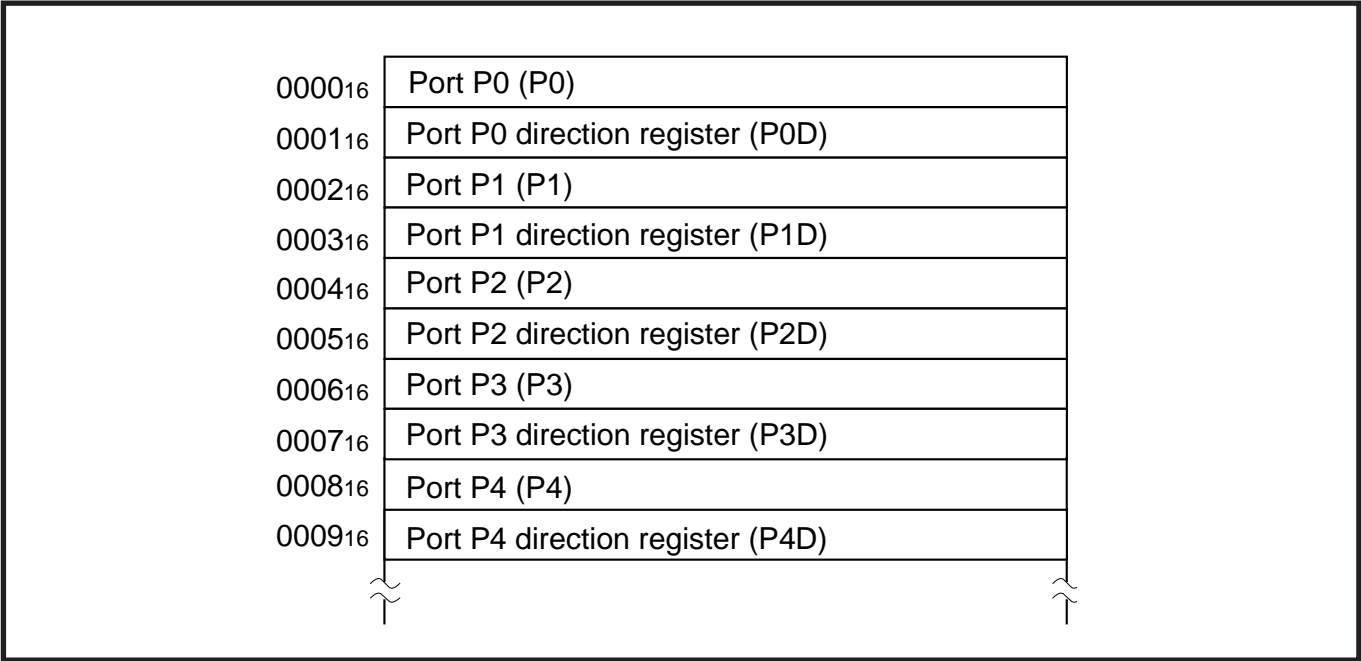 000016 Port P0 (P0)
000116 Port P0 direction register (P0D)
000216 Port P1 (P1)
000316 Port P1 direction register (P1D)
000416 Port P2 (P2)
000516 Port P2 direction register (P2D)
000616 Port P3 (P3)
000716 Port P3 direction register (P3D)
000816 Port P4 (P4)
000916 Port P4 direction register (P4D)